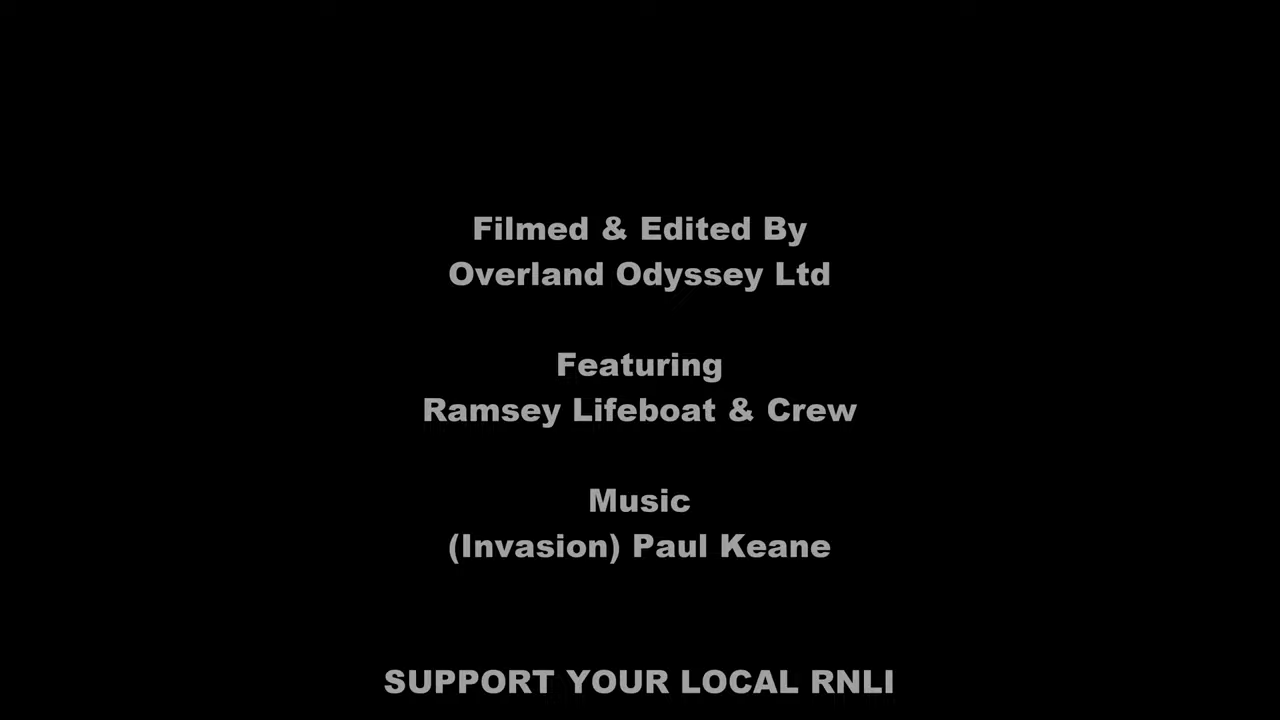 Filmed & Edited By
Overland Odyssey Ltd
Featuring
Ramsey Lifeboat & Crew
Music
(Invasion) Paul Keane
SUPPORT YOUR LOCAL RNLI